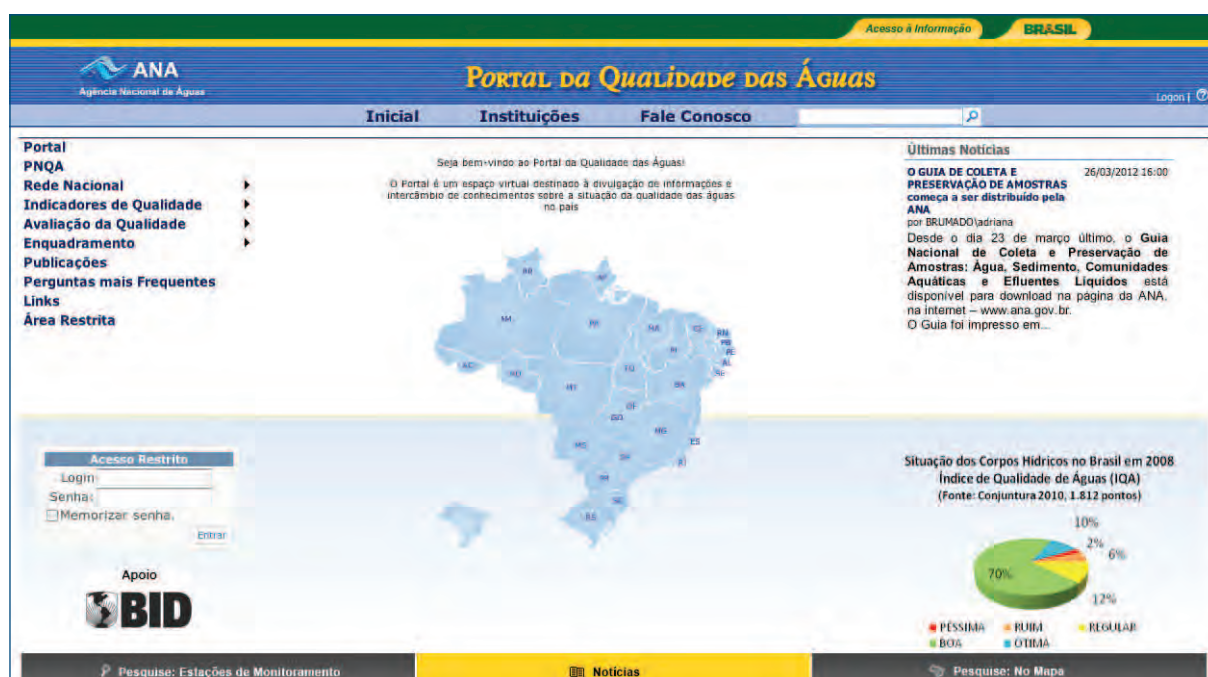 Acesso à Informação
BRASIL
ANA
Agência Nacional de Águas
Portal da Qualidade das Águas
Logon |
Inicial Instituições Fale Conosco
Portal
PNQA
Rede Nacional
Indicadores de Qualidade
Avaliação da Qualidade
Enquadramento
Publicações
Perguntas mais Frequentes
Links
Área Restrita
Seja bem-vindo ao Portal da Qualidade das Águas!
O Portal é um espaço virtual destinado à divulgação de informações e
intercâmbio de conhecimentos sobre a situação da qualidade das águas
no país
RR
AP
AM
PA
MA
CE
RN
PB
PE
AL
SE
PI
AC
RO
TO
BA
MT
DF
GO
MG
ES
MS
SP
RJ
PR
SC
RS
Últimas Notícias
O GUIA DE COLETA E 26/03/2012 16:00
PRESERVAÇÃO DE AMOSTRAS
começa a ser distribuído pela
ANA
por BRUMADO\adriana
Desde o dia 23 de março último, o Guia
Nacional de Coleta e Preservação de
Amostras: Água, Sedimento, Comunidades
Aquáticas e Efluentes Líquidos está
disponível para download na página da ANA,
na internet – www.ana.gov.br.
O Guia foi impresso em...
Acesso Restrito
Login:
Senha:
Memorizar senha.
Entrar
Apoio
BID
Situação dos Corpos Hídricos no Brasil em 2008
Índice de Qualidade de Águas (IQA)
(Fonte: Conjuntura 2010, 1.812 pontos)
10%
2%
6%
70%
12%
PÉSSIMA RUIM REGULAR
BOA ÓTIMA
Pesquise: Estações de Monitoramento Notícias Pesquise: No Mapa